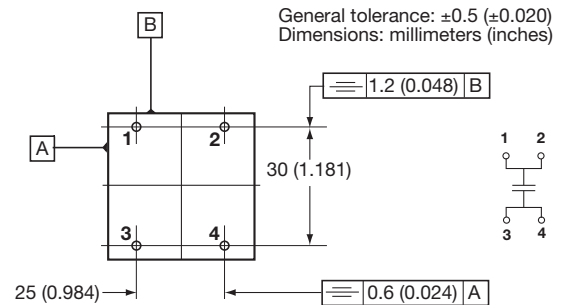 General tolerance: ±0.5 (±0.020)
Dimensions: millimeters (inches)
B
1.2 (0.048) B
A
1 2
30 (1.181)
1 2
3 4
3 4
25 (0.984)
0.6 (0.024) A